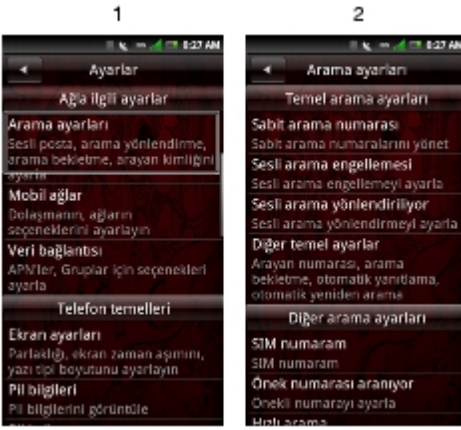 1
8:27 AM
Ayarlar
Ağla ilgili ayarlar
Arama ayarları
Sesli posta, arama yönlendirme,
arama bekletme, arayan kimliğini
ayarla
Mobil ağlar
Dolaşmanın, ağların
seçeneklerini ayarlayın
Veri bağlantısı
APN'ler, Gruplar için seçenekleri
ayarla
Telefon temelleri
Ekran ayarları
Parlaklığı, ekran zaman aşımını,
yazı tipi boyutunu ayarlayın
Pil bilgileri
Pil bilgilerini görüntüle
2
8:27 AM
Arama ayarları
Temel arama ayarları
Sabit arama numarası
Sabit arama numaralarını yönet
Sesli arama engellemesi
Sesli arama engellemeyi ayarla
Sesli arama yönlendiriliyor
Sesli arama yönlendirmeyi ayarla
Diğer temel ayarlar
Arayan numarası, arama
bekletme, otomatik yanıtlama,
otomatik yeniden arama
Diğer arama ayarları
SIM numaram
SIM numaram
Önek numarası aranıyor
Önekli numarayı ayarla
Hızlı arama